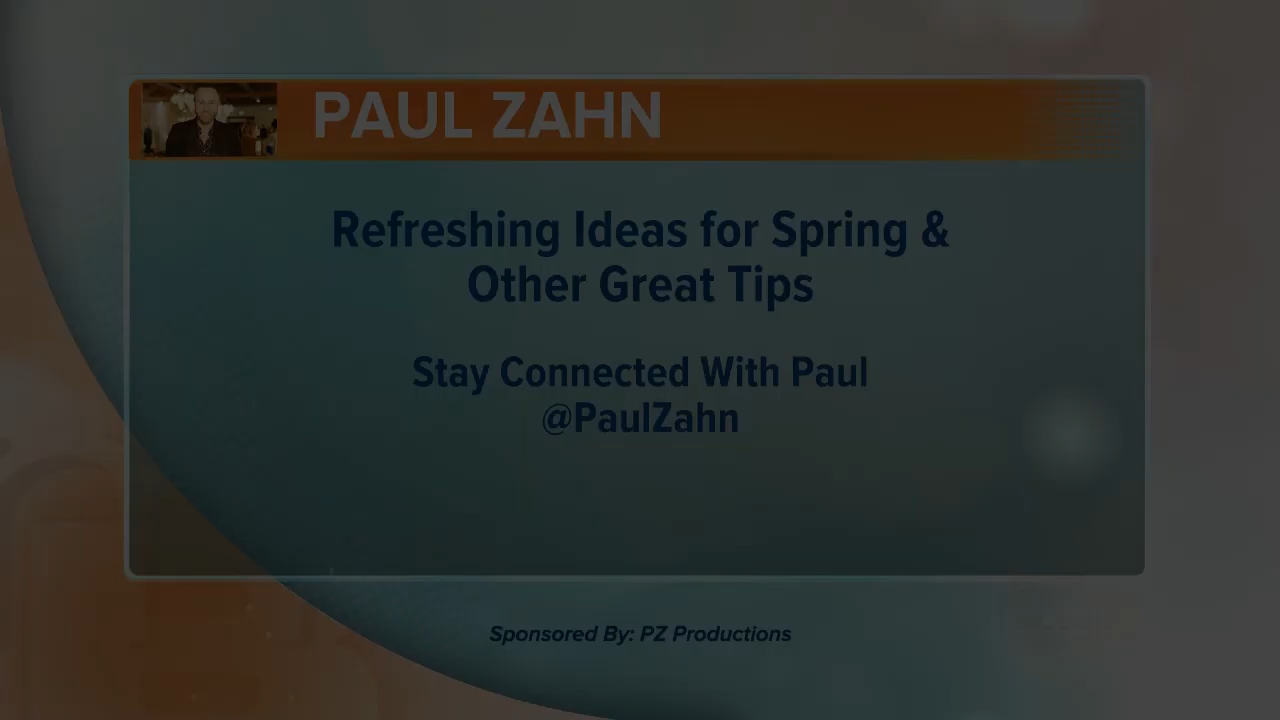 PAUL ZAHN
Refreshing Ideas for Spring &
Other Great Tips
Stay Connected With Paul
@PaulZahn
Sponsored By: PZ Productions